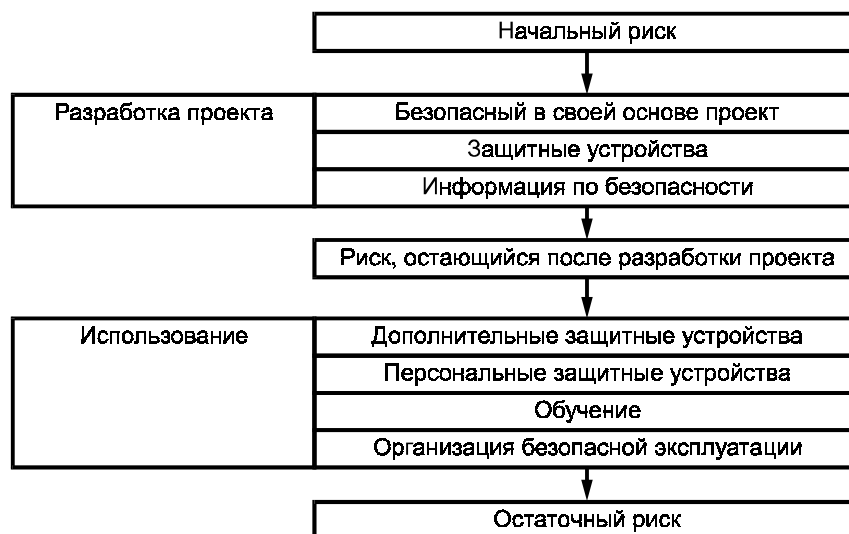 Начальный риск
Разработка проекта
Безопасный в своей основе проект
Защитные устройства
Информация по безопасности
Риск, остающийся после разработки проекта
Использование
Дополнительные защитные устройства
Персональные защитные устройства
Обучение
Организация безопасной эксплуатации
Остаточный риск